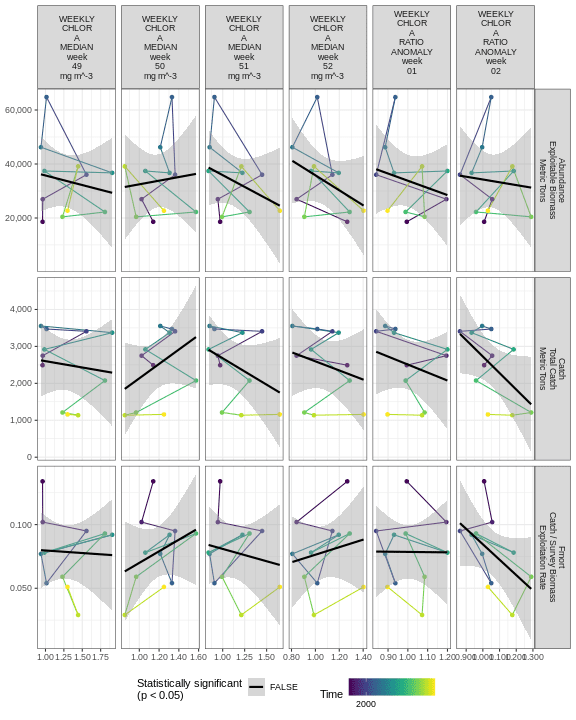 WEEKLY
CHLOR
A
MEDIAN
week
49
mg m^-3
WEEKLY
CHLOR
A
MEDIAN
week
50
mg m^-3
WEEKLY
CHLOR
A
MEDIAN
week
51
mg m^-3
WEEKLY
CHLOR
A
MEDIAN
week
52
mg m^-3
WEEKLY
CHLOR
A
RATIO
ANOMALY
week
01
WEEKLY
CHLOR
A
RATIO
ANOMALY
week
02
60,000
40,000
20,000
Abundance
Exploitable Biomass
Metric Tons
4,000
3,000
2,000
1,000
0
Catch
Total Catch
Metric Tons
0.100
0.050
Fmort
Catch / Survey Biomass
Exploitation Rate
1.00 1.25 1.50 1.75
1.00 1.20 1.40 1.60
1.00 1.25 1.50
0.80 1.00 1.20 1.40
0.80 0.90 1.00 1.10 1.20
0.900 1.000 1.100 1.200 1.300
Statistically significant
(p < 0.05)
FALSE
Time
2000